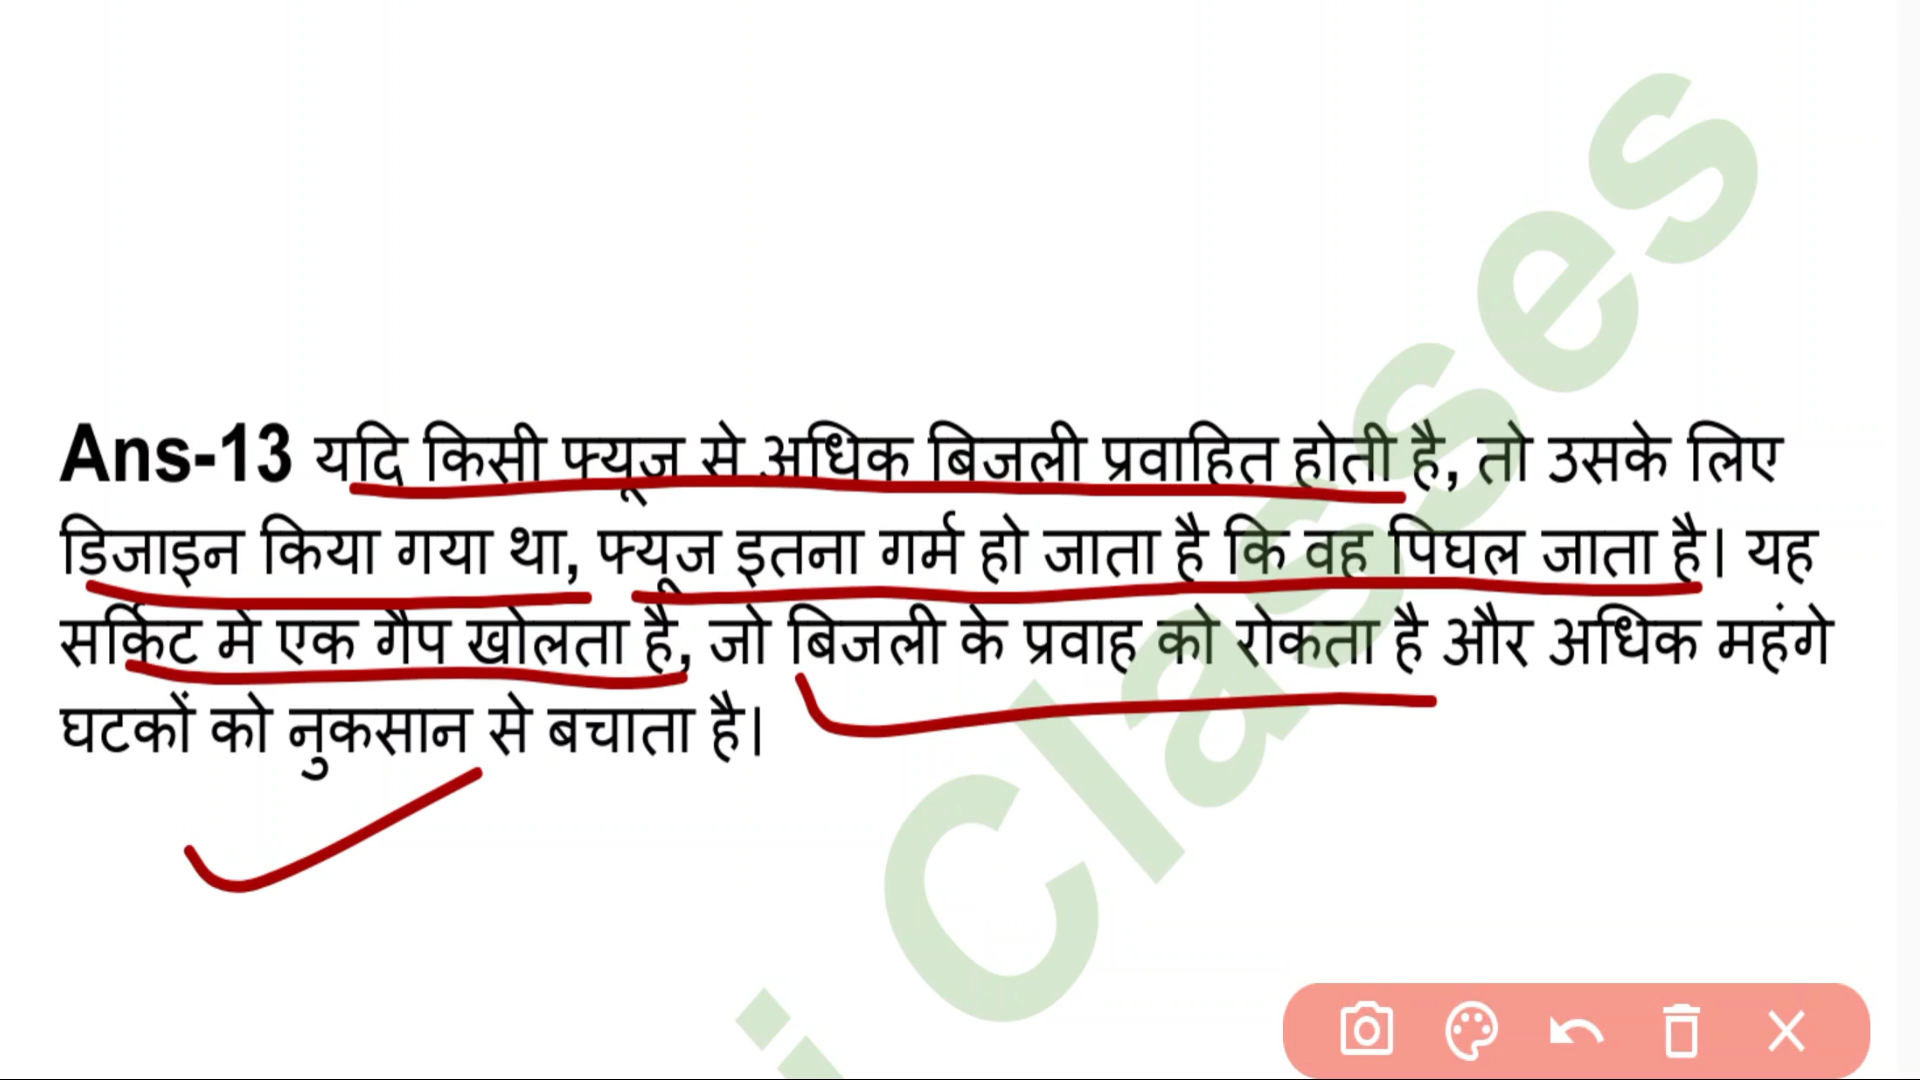 Ans-13 यदि किसी फ्यूज से अधिक बिजली प्रवाहित होती है, तो उसके लिए
डिजाइन किया गया था, फ्यूज इतना गर्म हो जाता है कि वह पिघल जाता है। यह
सर्किट मे एक गैप खोलता है, जो बिजली के प्रवाह को रोकता है और अधिक महंगे
घटकों को नुकसान से बचाता है।
i Classes